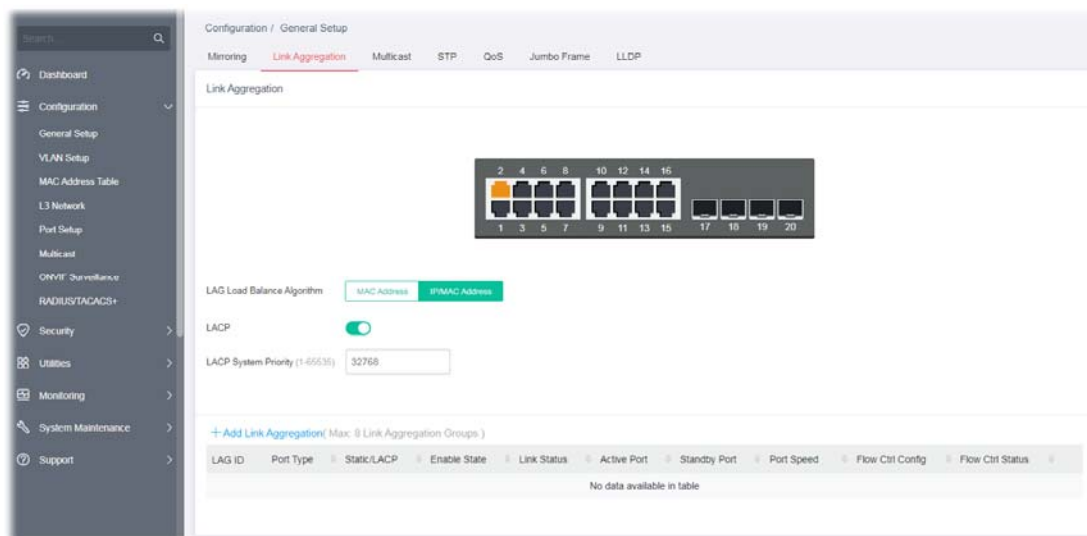 Search...
Dashboard
Configuration
General Setup
VLAN Setup
MAC Address Table
L3 Network
Port Setup
Multicast
ONVIF Surveillance
RADIUS/TACACS+
Security
Utilities
Monitoring
System Maintenance
Support
Configuration / General Setup
Mirroring Link Aggregation Multicast STP QoS Jumbo Frame LLDP
Link Aggregation
2 4 6 8 10 12 14 16
1 3 5 7 9 11 13 15 17 18 19 20
LAG Load Balance Algorithm MAC Address IP/MAC Address
LACP
LACP System Priority (1-65535) 32768
+Add Link Aggregation( Max: 8 Link Aggregation Groups )
LAG ID Port Type Static/LACP Enable State Link Status Active Port Standby Port Port Speed Flow Ctrl Config Flow Ctrl Status
No data available in table